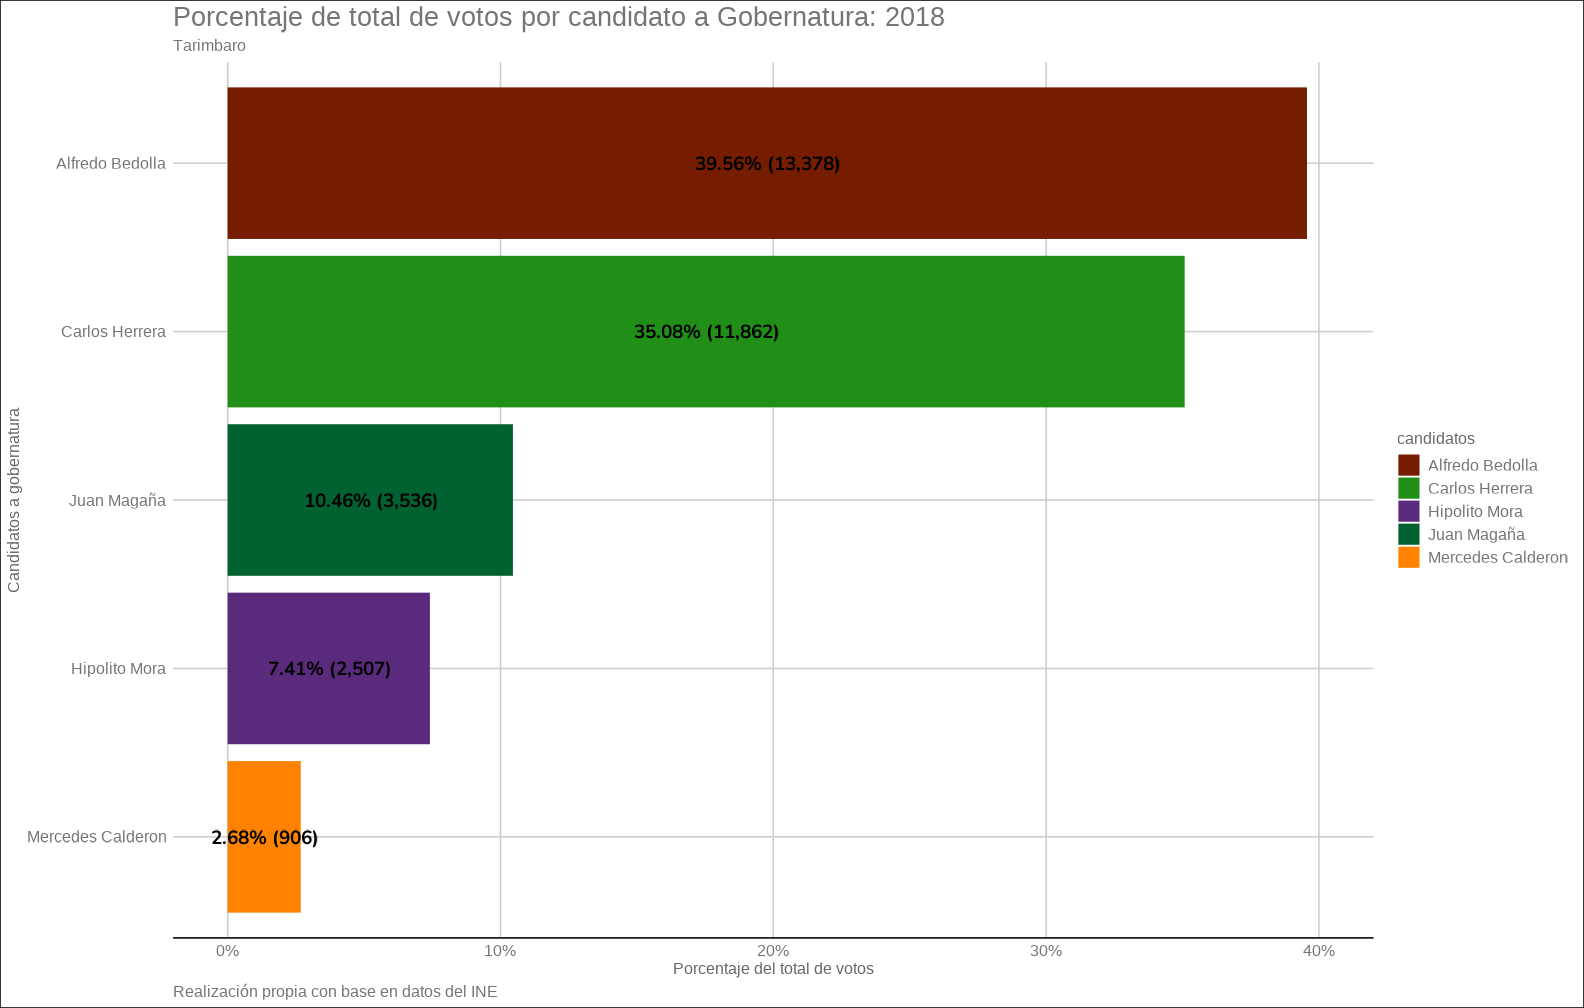 Porcentaje de total de votos por candidato a Gobernatura: 2018
Tarimbaro
Candidatos a gobernatura
Alfredo Bedolla
39.56% (13,378)
Carlos Herrera
35.08% (11,862)
Juan Magaña
10.46% (3,536)
Hipolito Mora
7.41% (2,507)
Mercedes Calderon
2.68% (906)
0% 10% 20% 30% 40%
Porcentaje del total de votos
candidatos
Alfredo Bedolla
Carlos Herrera
Hipolito Mora
Juan Magaña
Mercedes Calderon
Realización propia con base en datos del INE